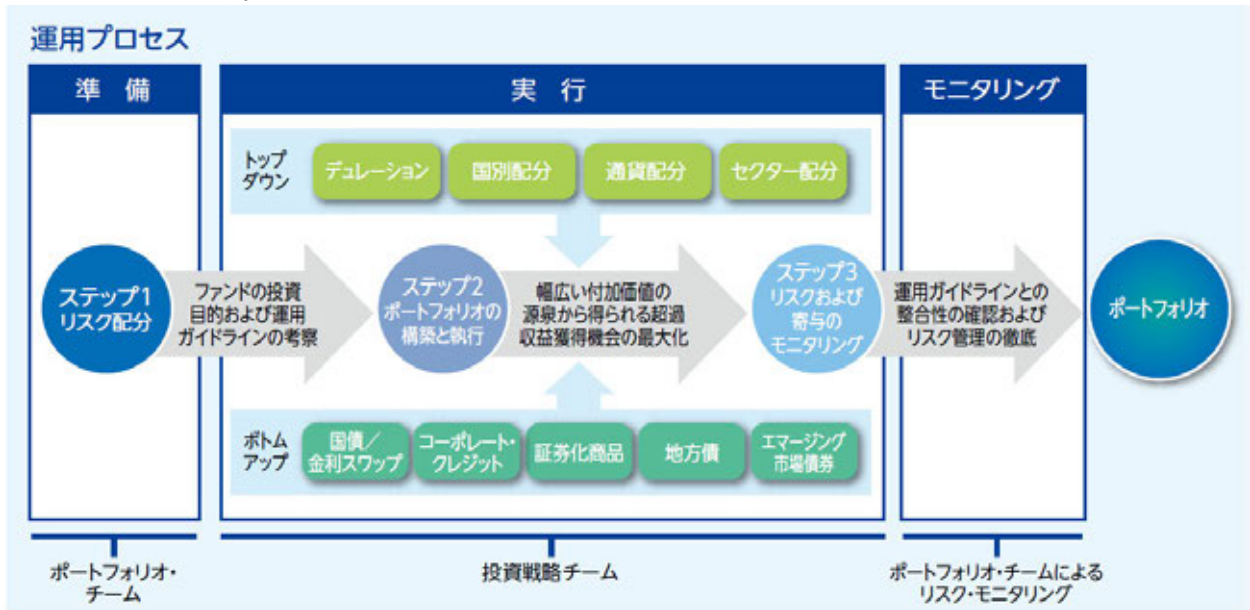 運用プロセス
準 備
実 行
モニタリング
トップ
ダウン
デュレーション
国別配分
通貨配分
セクター配分
ステップ1
リスク配分
ファンドの投資
目的および運用
ガイドラインの考察
ステップ2
ポートフォリオの
構築と執行
幅広い付加価値の
源泉から得られる超過
収益獲得機会の最大化
ステップ3
リスクおよび
寄与の
モニタリング
運用ガイドラインとの
整合性の確認および
リスク管理の徹底
ポートフォリオ
ボトム
アップ
国債／
金利スワップ
コーポレート・
クレジット
証券化商品
地方債
エマージング
市場債券
ポートフォリオ・
チーム
投資戦略チーム
ポートフォリオ・チームによる
リスク・モニタリング